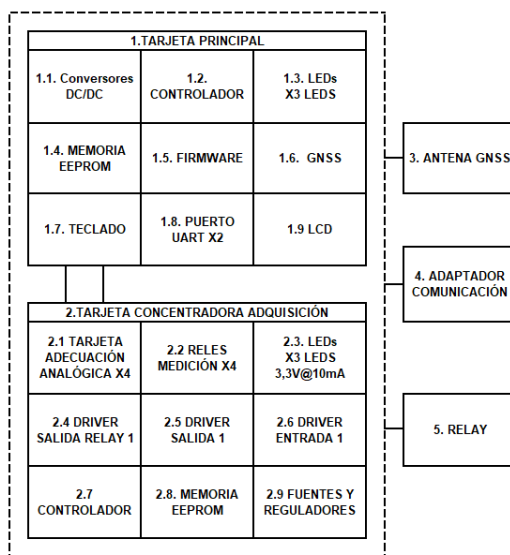 1.TARJETA PRINCIPAL
1.1. Conversores
DC/DC
1.2.
CONTROLADOR
1.3. LEDs
X3 LEDS
1.4. MEMORIA
EEPROM
1.5. FIRMWARE
1.6. GNSS
1.7. TECLADO
1.8. PUERTO
UART X2
1.9 LCD
3. ANTENA GNSS
4. ADAPTADOR
COMUNICACIÓN
2.TARJETA CONCENTRADORA ADQUISICIÓN
2.1 TARJETA
ADECUACIÓN
ANALÓGICA X4
2.2 RELES
MEDICIÓN X4
2.3. LEDs
X3 LEDS
3,3V@10mA
2.4 DRIVER
SALIDA RELAY 1
2.5 DRIVER
SALIDA 1
2.6 DRIVER
ENTRADA 1
5. RELAY
2.7
CONTROLADOR
2.8. MEMORIA
EEPROM
2.9 FUENTES Y
REGULADORES